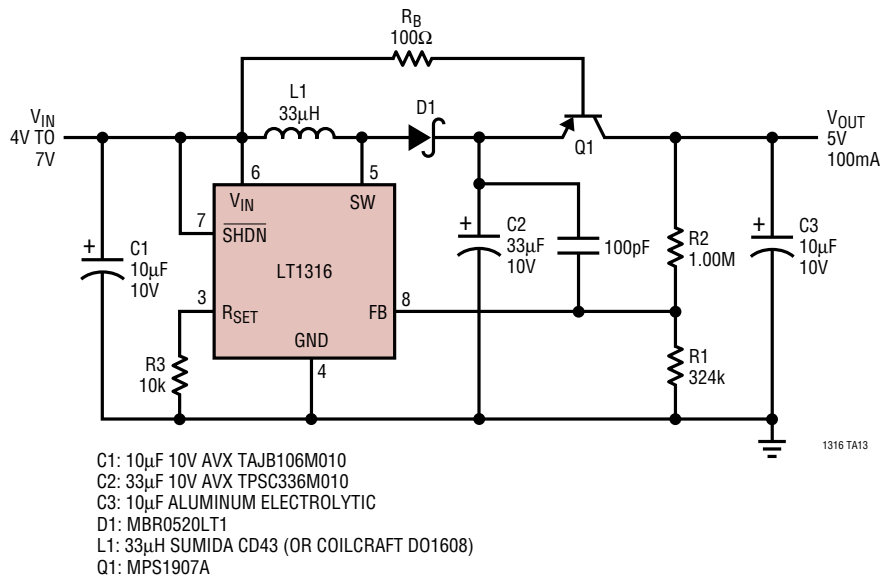 R_B
100Ω
L1
33μH
D1
V_IN
4V TO
7V
Q1
V_OUT
5V
100mA
6
5
V_IN
SW
7
SHDN
C1
10μF
10V
+
LT1316
+
C2
33μF
10V
100pF
R2
1.00M
+
C3
10μF
10V
3
R_SET
FB
8
GND
4
R3
10k
R1
324k
1316 TA13
C1: 10μF 10V AVX TAJB106M010
C2: 33μF 10V AVX TPSC336M010
C3: 10μF ALUMINUM ELECTROLYTIC
D1: MBR0520LT1
L1: 33μH SUMIDA CD43 (OR COILCRAFT DO1608)
Q1: MPS1907A